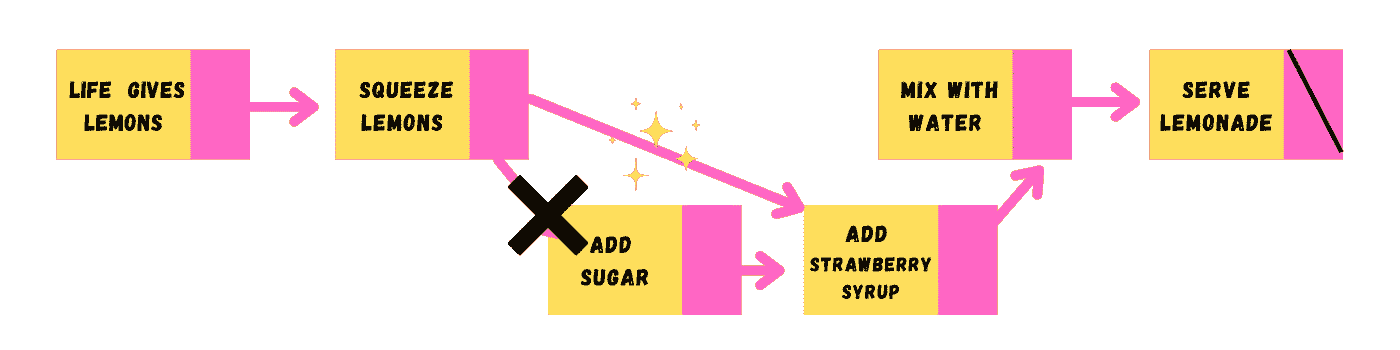 LIFE GIVES
LEMONS
SQUEEZE
LEMONS
ADD
SUGAR
ADD
STRAWBERRY
SYRUP
MIX WITH
WATER
SERVE
LEMONADE